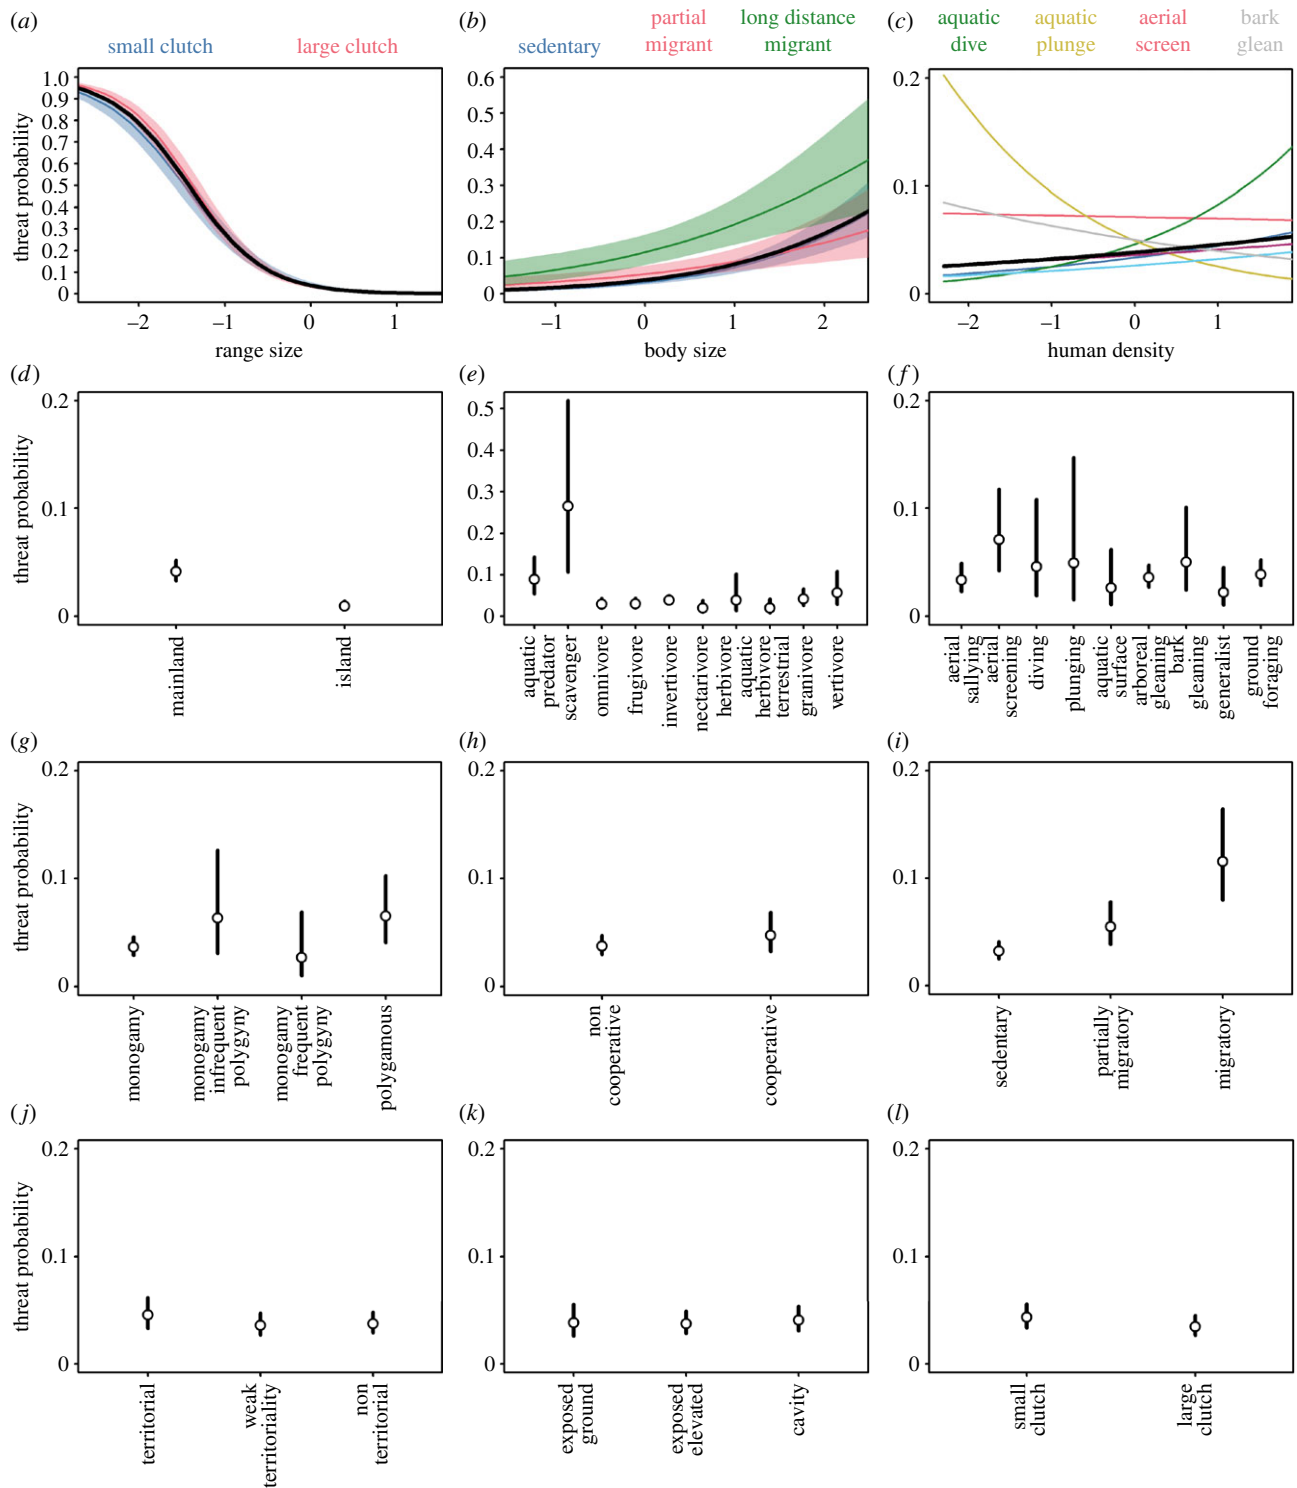 (a)
small clutch large clutch
threat probability
1.0
0.9
0.8
0.7
0.6
0.5
0.4
0.3
0.2
0.1
0
–2 –1 0 1
range size
(b)
sedentary
partial
migrant
long distance
migrant
0.6
0.5
0.4
0.3
0.2
0.1
0
–1 0 1 2
body size
(c)
aquatic
dive
aquatic
plunge
aerial
screen
bark
glean
0.2
0.1
0
–2 –1 0 1
human density
(d)
threat probability
0.2
0.1
0
mainland
island
(e)
0.5
0.4
0.3
0.2
0.1
0
aquatic
predator
scavenger
omnivore
frugivore
invertivore
nectarivore
herbivore
aquatic
herbivore
terrestrial
granivore
vertivore
(f)
0.2
0.1
0
aerial
sallying
aerial
screening
diving
plunging
aquatic
surface
arboreal
gleaning
bark
gleaning
generalist
ground
foraging
(g)
threat probability
0.2
0.1
0
monogamy
monogamy
infrequent
polygyny
monogamy
frequent
polygyny
polygamous
(h)
0.2
0.1
0
non
cooperative
cooperative
(i)
0.2
0.1
0
sedentary
partially
migratory
migratory
(j)
threat probability
0.2
0.1
0
territorial
weak
territoriality
non
territorial
(k)
0.2
0.1
0
exposed
ground
exposed
elevated
cavity
(l)
0.2
0.1
0
small
clutch
large
clutch